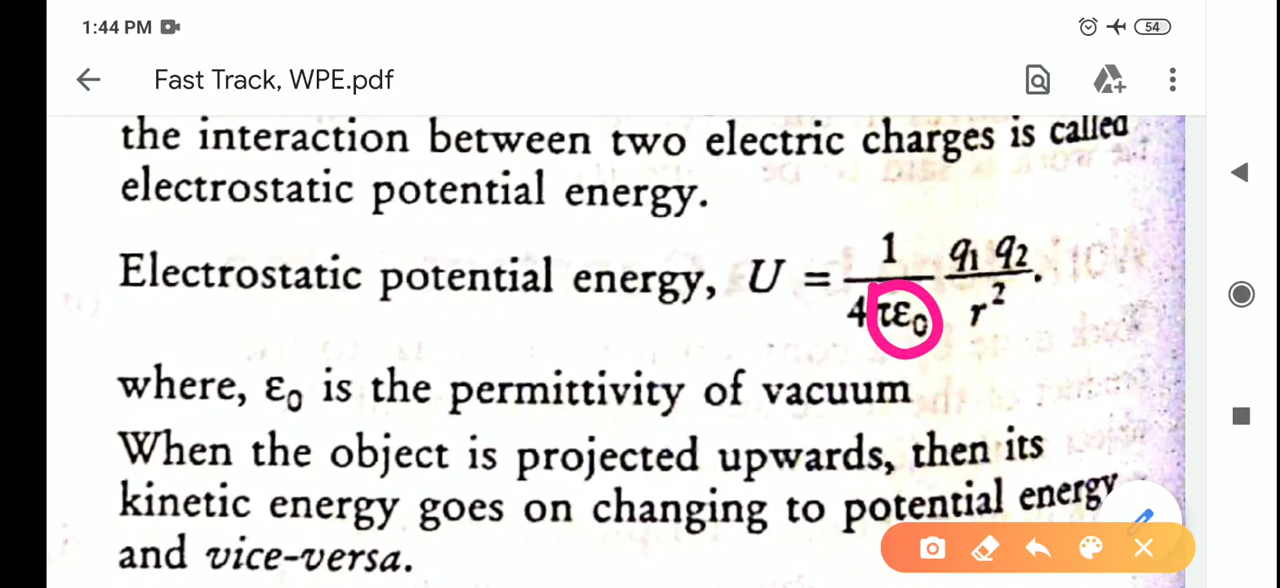 1:44 PM
54
Fast Track, WPE.pdf
the interaction between two electric charges is called
electrostatic potential energy.
Electrostatic potential energy, U = 1/4πε₀ q₁ q₂/r².
where, ε₀ is the permittivity of vacuum
When the object is projected upwards, then its
kinetic energy goes on changing to potential energy
and vice-versa.